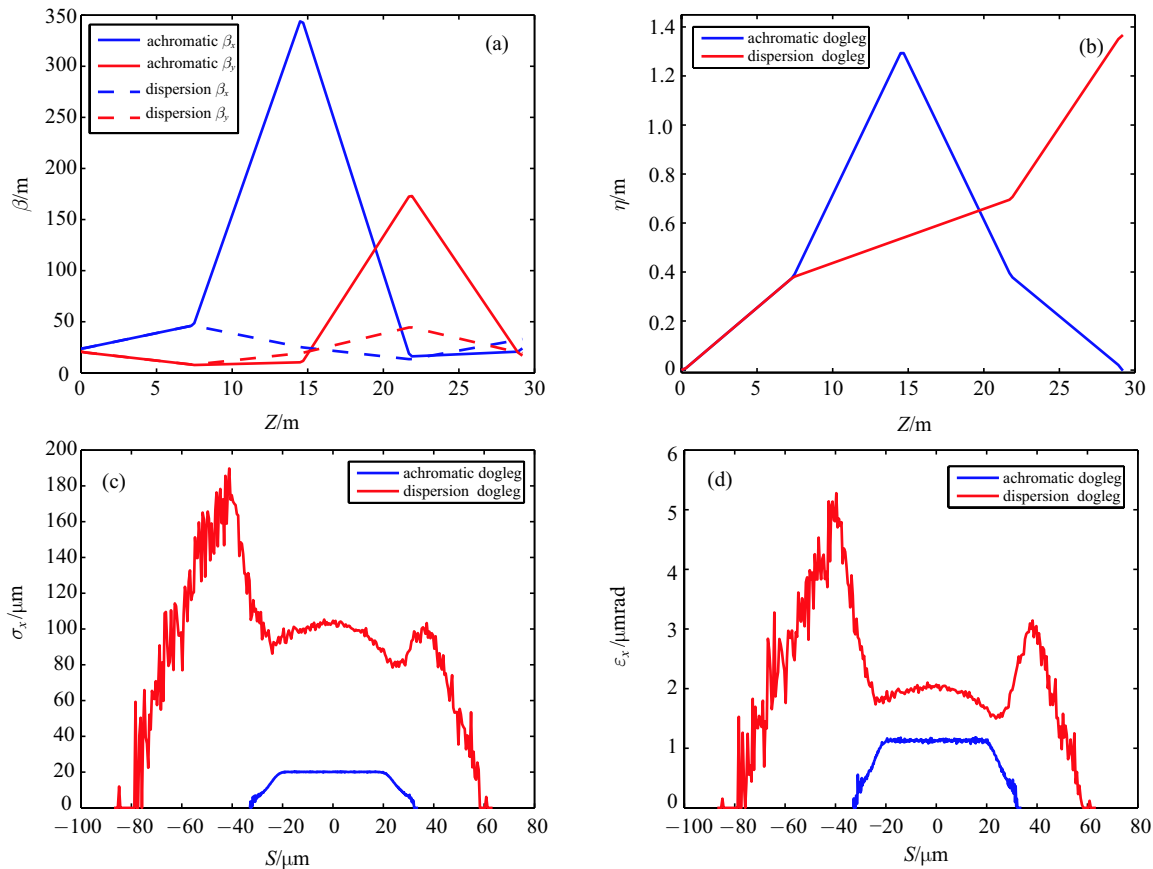 (a)
achromatic βx
achromatic βy
dispersion βx
dispersion βy
350
300
250
200
150
100
50
0
β/m
0 5 10 15 20 25 30
Z/m
(b)
achromatic dogleg
dispersion dogleg
1.4
1.2
1.0
0.8
0.6
0.4
0.2
0
η/m
0 5 10 15 20 25 30
Z/m
(c)
achromatic dogleg
dispersion dogleg
200
180
160
140
120
100
80
60
40
20
0
σx/μm
−100 −80 −60 −40 −20 0 20 40 60 80
S/μm
(d)
achromatic dogleg
dispersion dogleg
6
5
4
3
2
1
0
εx/μmrad
−100 −80 −60 −40 −20 0 20 40 60 80
S/μm